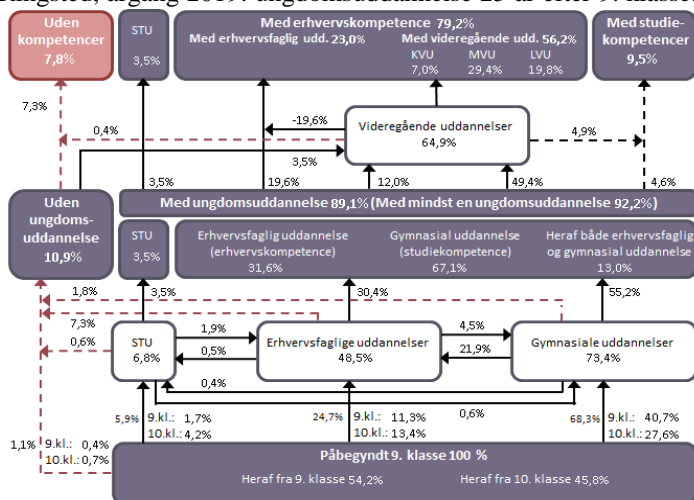 Uden
kompetencer
7,8%
STU
3,5%
Med erhvervskompetence 79,2%
Med erhvervsfaglig udd. 23,0%
Med videregående udd. 56,2%
KVU
7,0%
MVU
29,4%
LVU
19,8%
Med studie-
kompetencer
9,5%
7,3%
0,4%
-19,6%
3,5%
Videregående uddannelser
64,9%
4,9%
3,5%
19,6%
12,0%
49,4%
4,6%
Uden
ungdoms-
uddannelse
10,9%
Med ungdomsuddannelse 89,1% (Med mindst en ungdomsuddannelse 92,2%)
STU
3,5%
Erhvervsfaglig uddannelse
(erhvervskompetence)
31,6%
Gymnasial uddannelse
(studiekompetence)
67,1%
Heraf både erhvervsfaglig
og gymnasial uddannelse
13,0%
1,8%
3,5%
30,4%
55,2%
7,3%
0,6%
STU
6,8%
1,9%
0,5%
Erhvervsfaglige uddannelser
48,5%
4,5%
21,9%
Gymnasiale uddannelser
73,4%
0,4%
0,6%
5,9%
9.kl.: 1,7%
10.kl.: 4,2%
24,7%
9.kl.: 11,3%
10.kl.: 13,4%
68,3%
9.kl.: 40,7%
10.kl.: 27,6%
1,1%
9.kl.: 0,4%
10.kl.: 0,7%
Påbegyndt 9. klasse 100 %
Heraf fra 9. klasse 54,2%
Heraf fra 10. klasse 45,8%